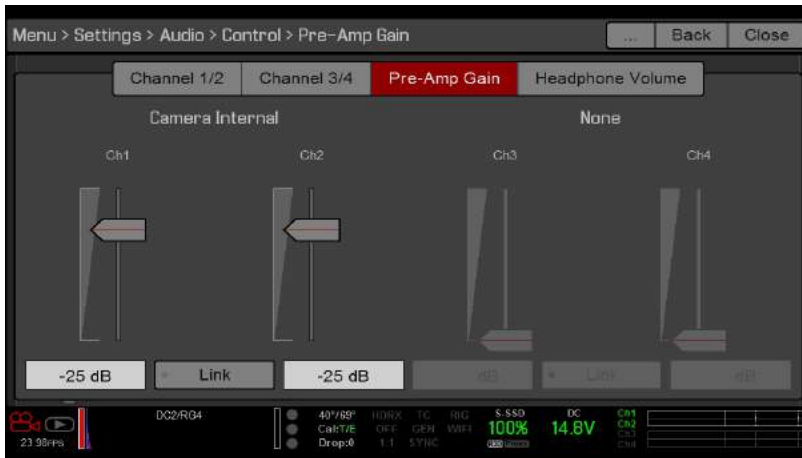 Menu > Settings > Audio > Control > Pre-Amp Gain ... Back Close
Channel 1/2 Channel 3/4 Pre-Amp Gain Headphone Volume
Camera Internal None
Ch1 Ch2 Ch3 Ch4
-25 dB Link -25 dB dB Link dB
DC2/RG4 40°/69° HDRX TC RIG S-SSD DC Ch1
Cal:T/E OFF GEN WIFI 100% 14.8V Ch2
Ch3
23.98FPS Drop:0 1:1 SYNC Ch4